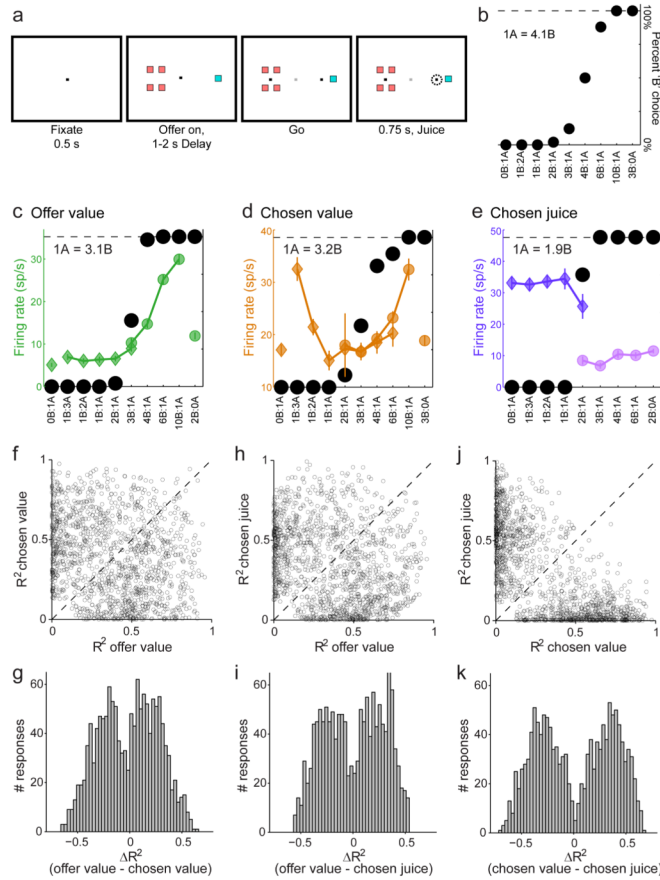 a
Fixate
0.5 s
Offer on,
1-2 s Delay
Go
0.75 s, Juice
b
1A = 4.1B
100%
Percent 'B' choice
0%
0B:1A
1B:2A
1B:1A
2B:1A
3B:1A
4B:1A
6B:1A
10B:1A
3B:0A
c Offer value
1A = 3.1B
Firing rate (sp/s)
30
20
10
0
0B:1A
1B:3A
1B:2A
1B:1A
2B:1A
3B:1A
4B:1A
6B:1A
10B:1A
2B:0A
d Chosen value
1A = 3.2B
Firing rate (sp/s)
40
30
20
10
0B:1A
1B:3A
1B:2A
1B:1A
2B:1A
3B:1A
4B:1A
6B:1A
10B:1A
3B:0A
e Chosen juice
1A = 1.9B
Firing rate (sp/s)
50
40
30
20
10
0
0B:1A
1B:3A
1B:2A
1B:1A
2B:1A
3B:1A
4B:1A
6B:1A
2B:0A
f
R² chosen value
1
0.5
0
0 0.5 1
R² offer value
h
R² chosen juice
1
0.5
0
0 0.5 1
R² offer value
j
R² chosen juice
1
0.5
0
0 0.5 1
R² chosen value
g
# responses
60
40
20
0
−0.5 0 0.5
ΔR²
(offer value - chosen value)
i
# responses
60
40
20
0
−0.5 0 0.5
ΔR²
(offer value - chosen juice)
k
# responses
60
40
20
0
−0.5 0 0.5
ΔR²
(chosen value - chosen juice)